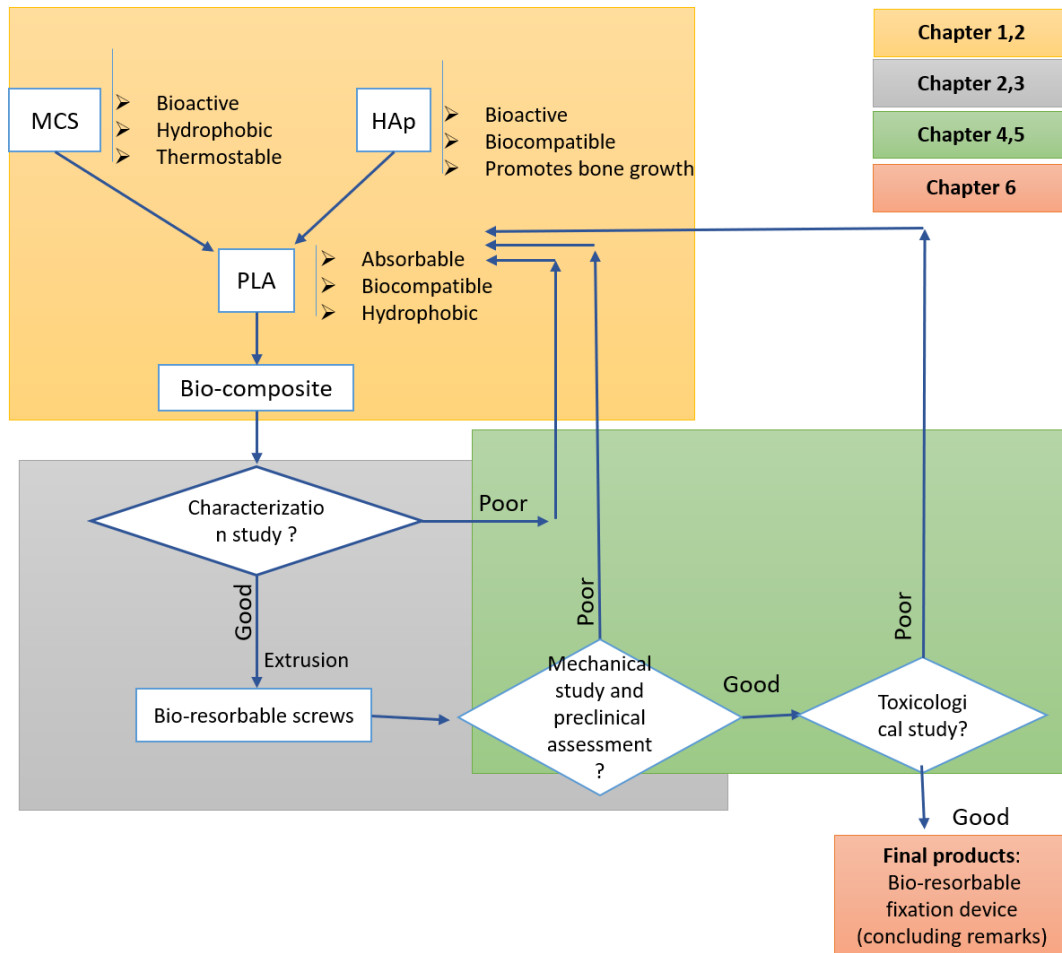 Chapter 1,2
Chapter 2,3
Chapter 4,5
Chapter 6
MCS
Bioactive
Hydrophobic
Thermostable
HAp
Bioactive
Biocompatible
Promotes bone growth
PLA
Absorbable
Biocompatible
Hydrophobic
Bio-composite
Characterizatio
n study ?
Poor
Good
Extrusion
Bio-resorbable screws
Mechanical
study and
preclinical
assessment
?
Poor
Good
Toxicologi
cal study?
Poor
Good
Final products:
Bio-resorbable
fixation device
(concluding remarks)